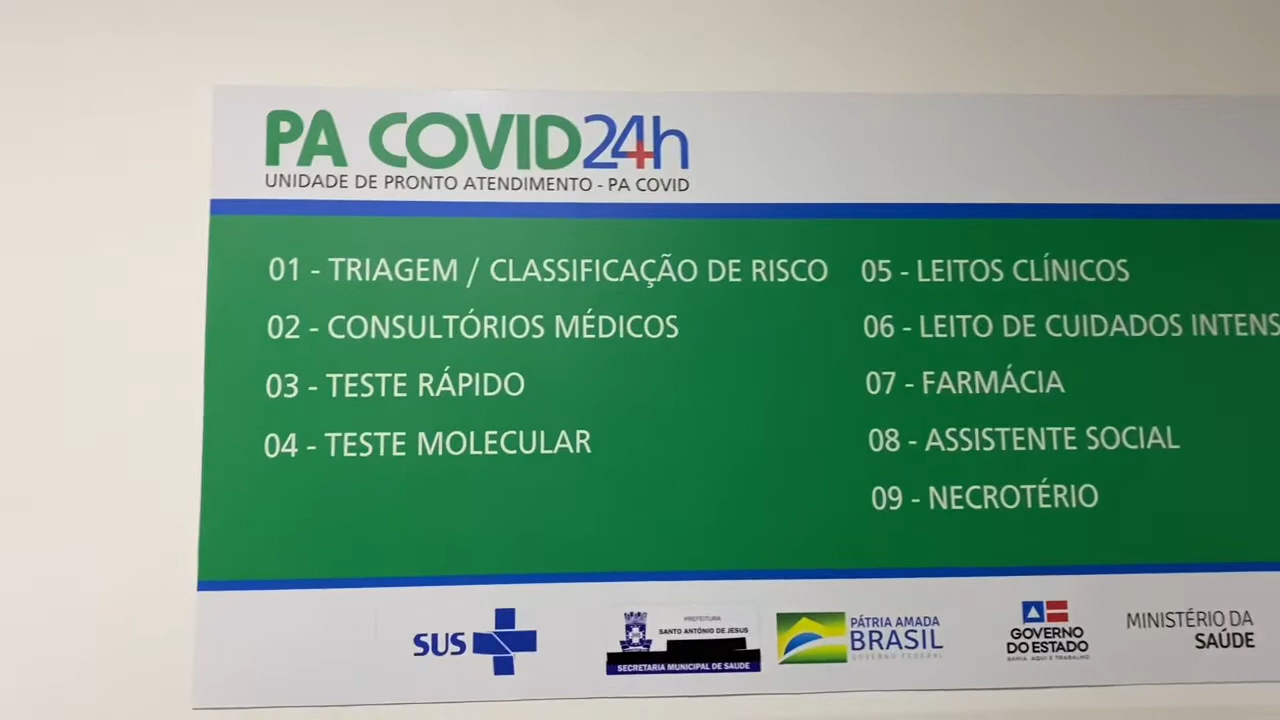 PA COVID24h
UNIDADE DE PRONTO ATENDIMENTO - PA COVID
01 - TRIAGEM / CLASSIFICAÇÃO DE RISCO
02 - CONSULTÓRIOS MÉDICOS
03 - TESTE RÁPIDO
04 - TESTE MOLECULAR
05 - LEITOS CLÍNICOS
06 - LEITO DE CUIDADOS INTENS
07 - FARMÁCIA
08 - ASSISTENTE SOCIAL
09 - NECROTÉRIO
SUS
PREFEITURA
SANTO ANTÔNIO DE JESUS
SECRETARIA MUNICIPAL DE SAUDE
PÁTRIA AMADA
BRASIL
GOVERNO FEDERAL
GOVERNO
DO ESTADO
BAHIA. AQUI É TRABALHO
MINISTÉRIO DA
SAÚDE